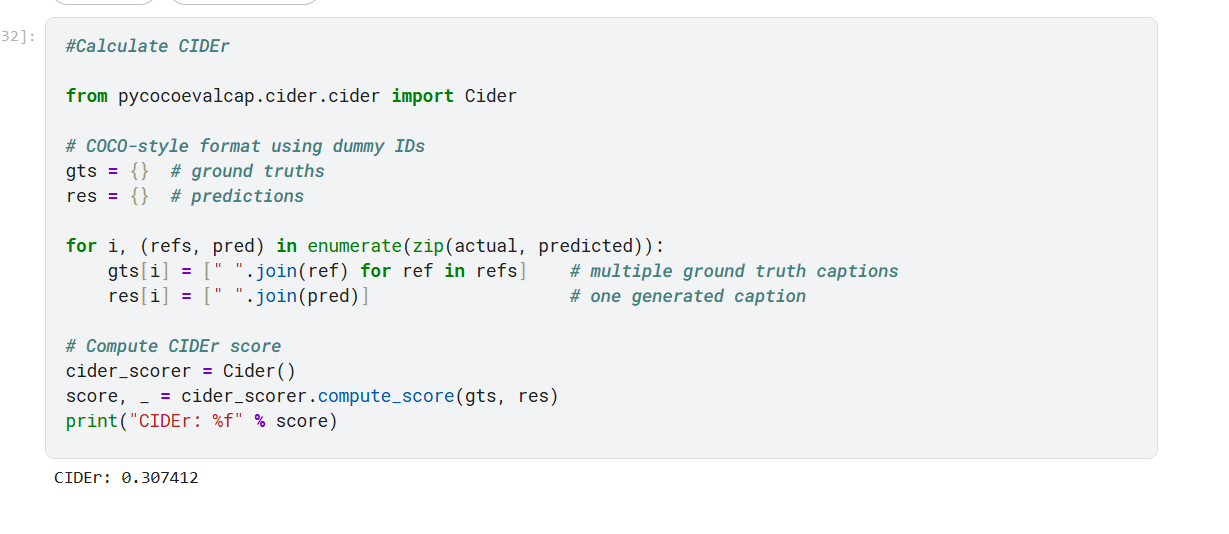 32]:
#Calculate CIDEr
from pycocoevalcap.cider.cider import Cider
# COCO-style format using dummy IDs
gts = {}  # ground truths
res = {}  # predictions
for i, (refs, pred) in enumerate(zip(actual, predicted)):
    gts[i] = [" ".join(ref) for ref in refs]    # multiple ground truth captions
    res[i] = [" ".join(pred)]                   # one generated caption
# Compute CIDEr score
cider_scorer = Cider()
score, _ = cider_scorer.compute_score(gts, res)
print("CIDEr: %f" % score)
CIDEr: 0.307412